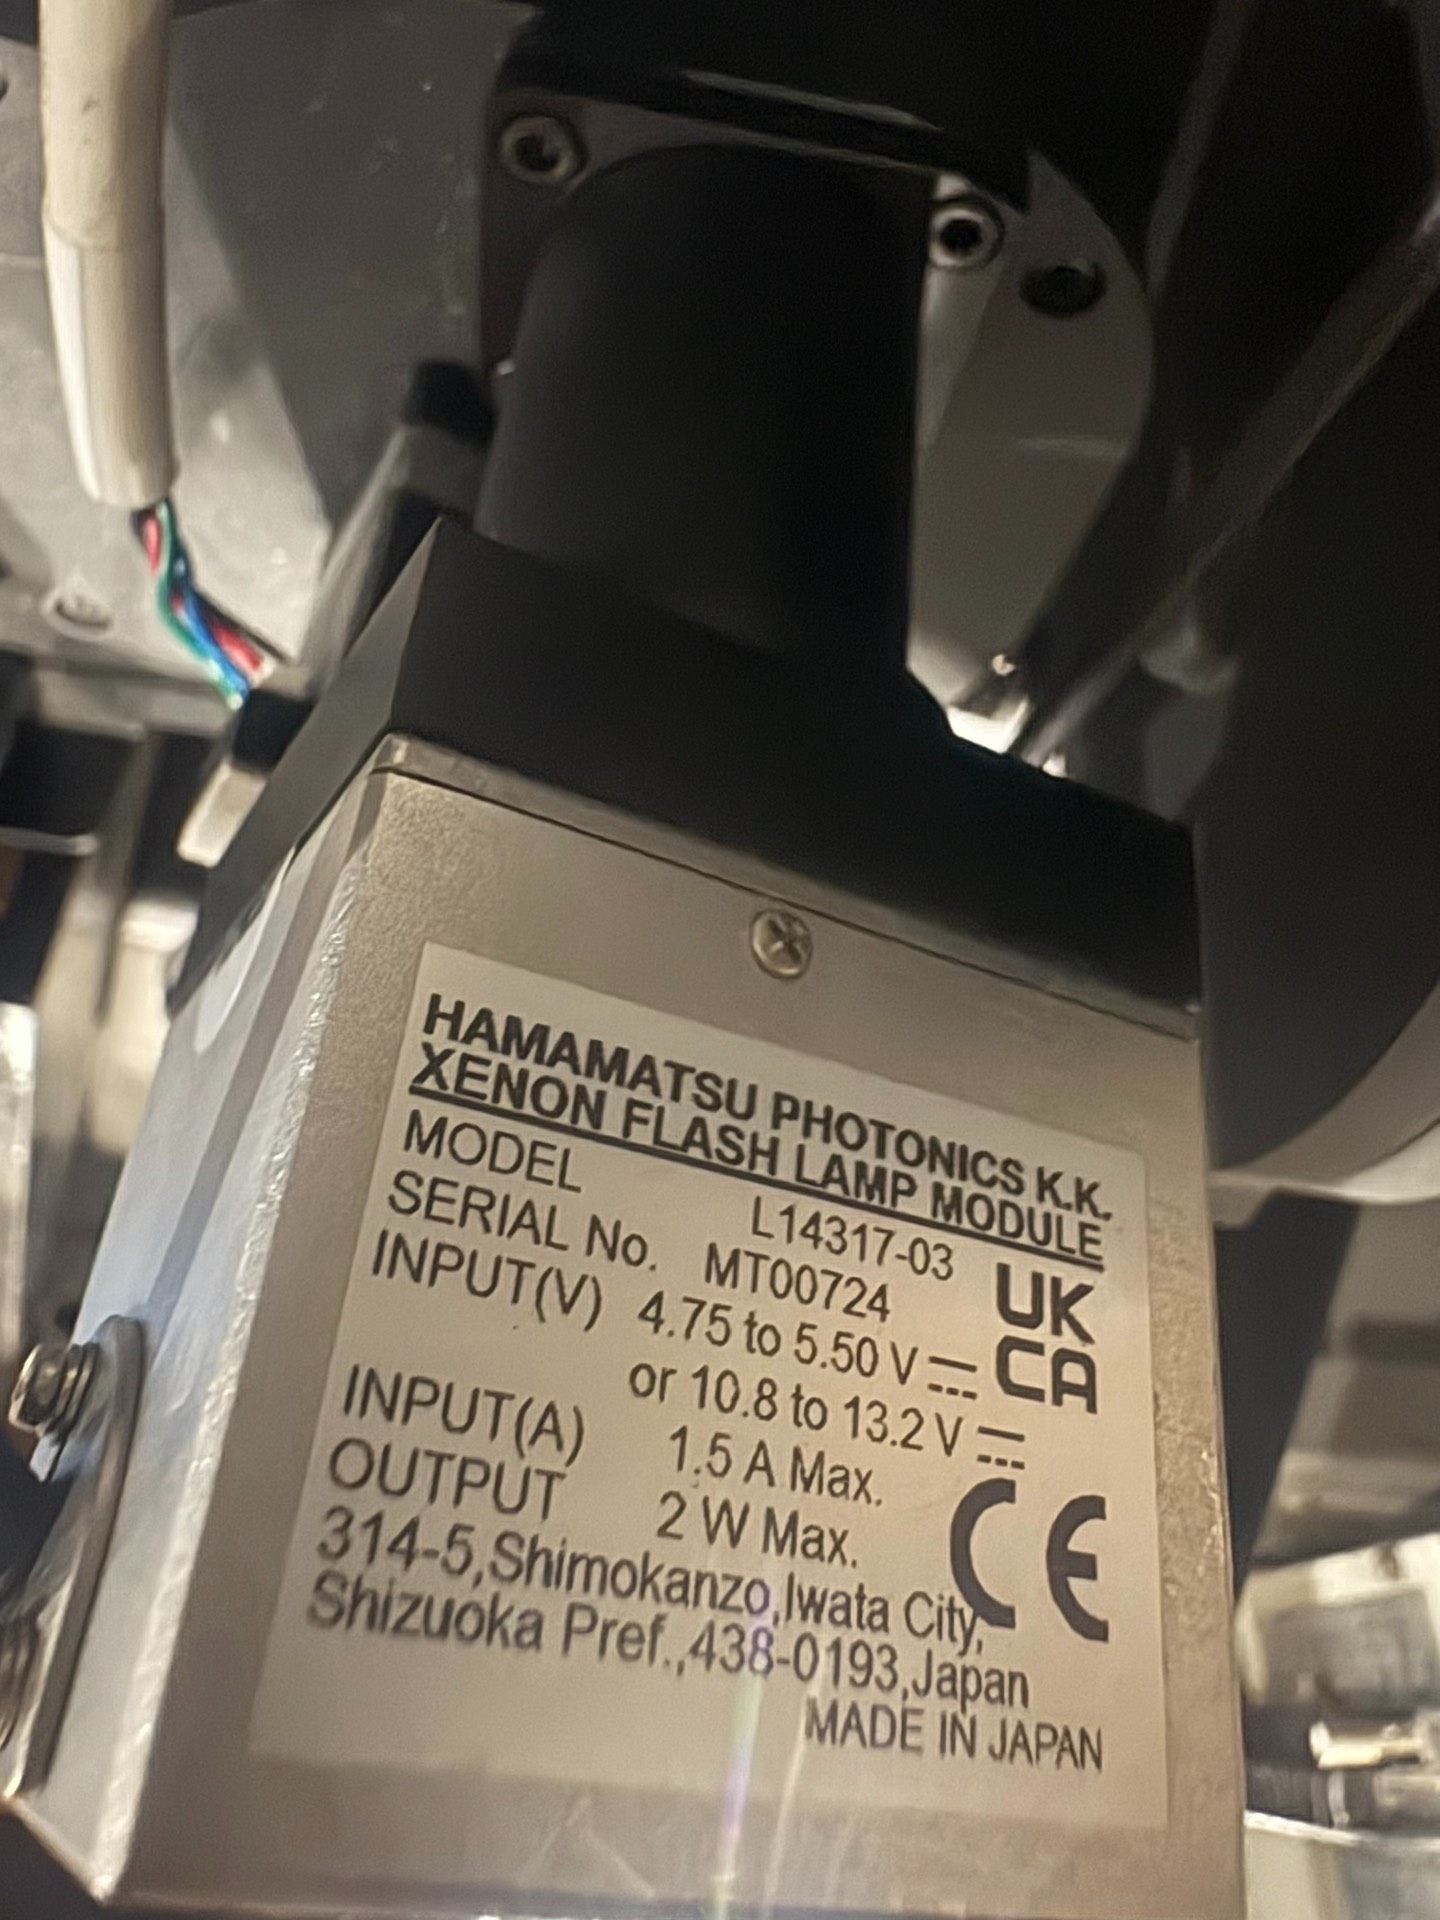 HAMAMATSU PHOTONICS K.K.
XENON FLASH LAMP MODULE
MODEL L14317-03
SERIAL No. MT00724
INPUT(V) 4.75 to 5.50 V ⎓
or 10.8 to 13.2 V ⎓
UK
CA
INPUT(A) 1.5 A Max.
OUTPUT 2 W Max.
CE
314-5,Shimokanzo,Iwata City,
Shizuoka Pref.,438-0193,Japan
MADE IN JAPAN